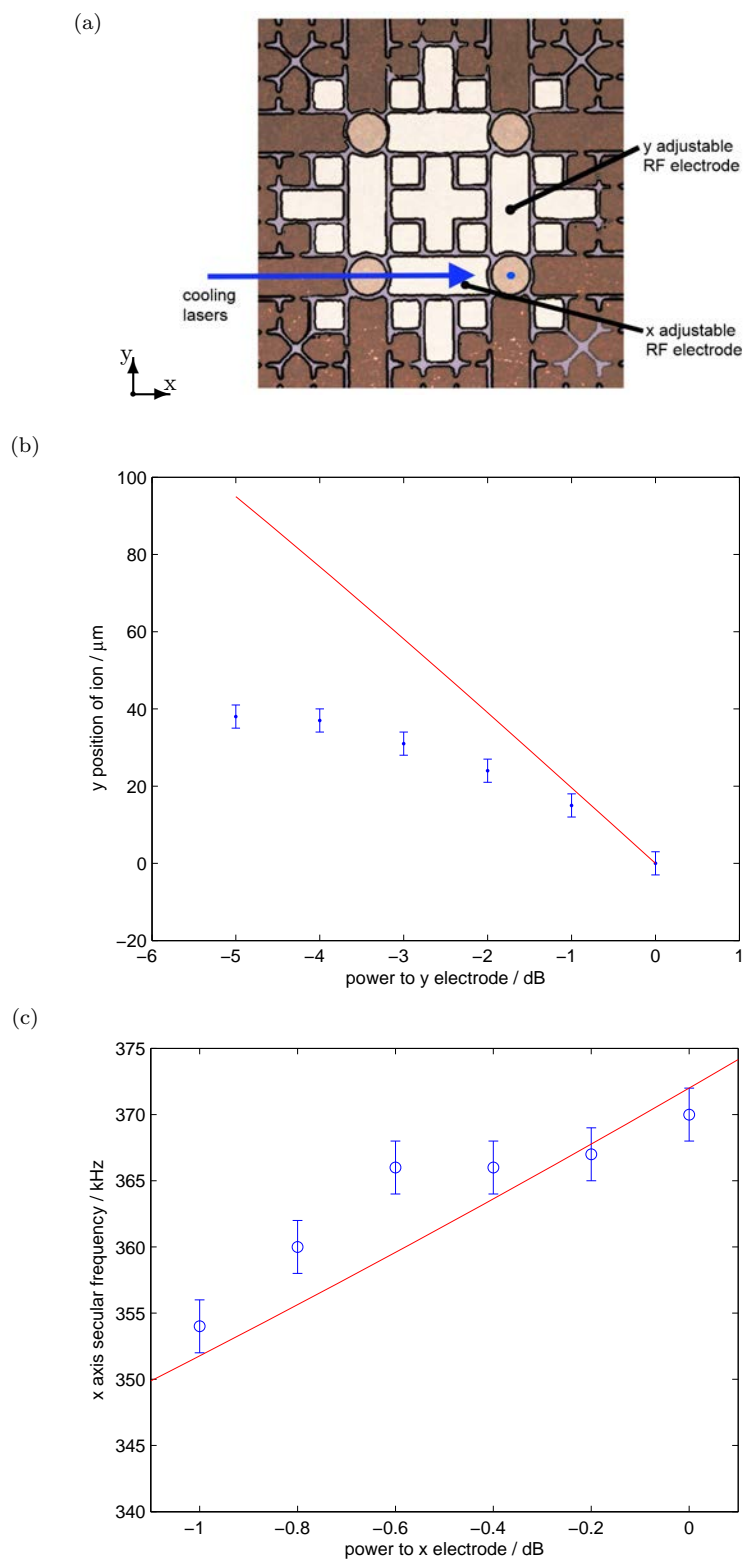 (a)
y adjustable
RF electrode
cooling
lasers
x adjustable
RF electrode
y
x
(b)
100
80
60
40
20
0
−20
y position of ion / μm
−6
−5
−4
−3
−2
−1
0
1
power to y electrode / dB
(c)
375
370
365
360
355
350
345
340
x axis secular frequency / kHz
−1
−0.8
−0.6
−0.4
−0.2
0
power to x electrode / dB